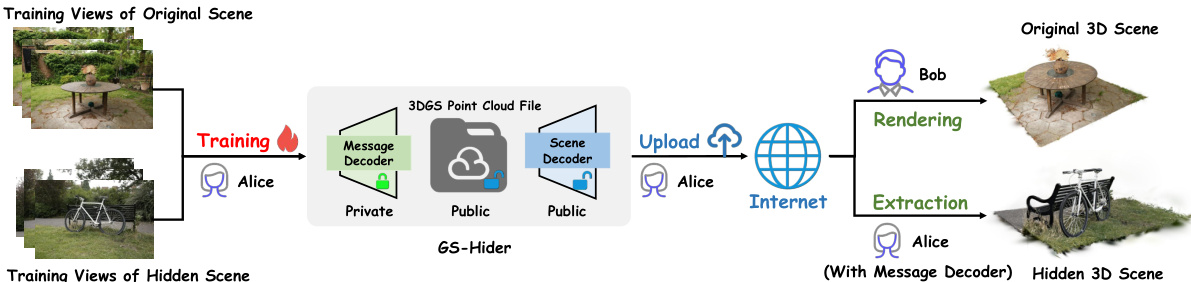 Training Views of Original Scene
Training Views of Hidden Scene
Training
Alice
3DGS Point Cloud File
Message
Decoder
Scene
Decoder
Private
Public
Public
GS-Hider
Upload
Alice
Internet
Bob
Rendering
Original 3D Scene
Extraction
Alice
(With Message Decoder)
Hidden 3D Scene